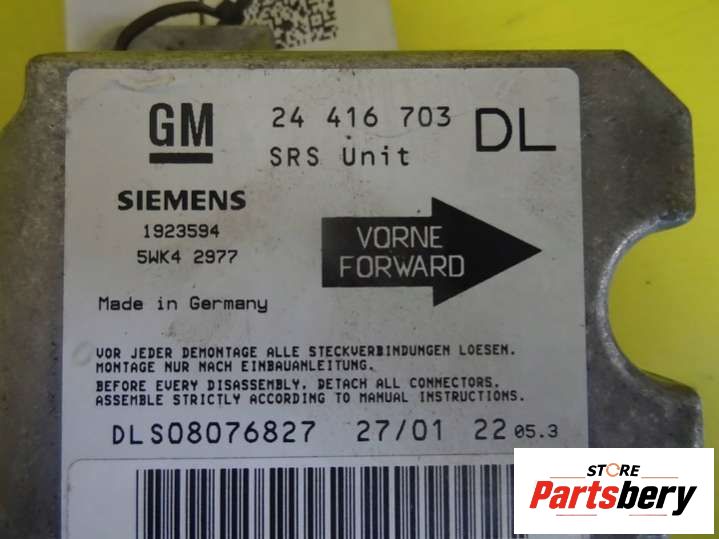 GM 24 416 703 DL
SRS Unit
SIEMENS
1923594
5WK4 2977
VORNE
FORWARD
Made in Germany
VOR JEDER DEMONTAGE ALLE STECKVERBINDUNGEN LOESEN.
MONTAGE NUR NACH EINBAUANLEITUNG.
BEFORE EVERY DISASSEMBLY, DETACH ALL CONNECTORS.
ASSEMBLE STRICTLY ACCORDING TO MANUAL INSTRUCTIONS.
DLS08076827 27/01 22 05.3
STORE
Partsbery